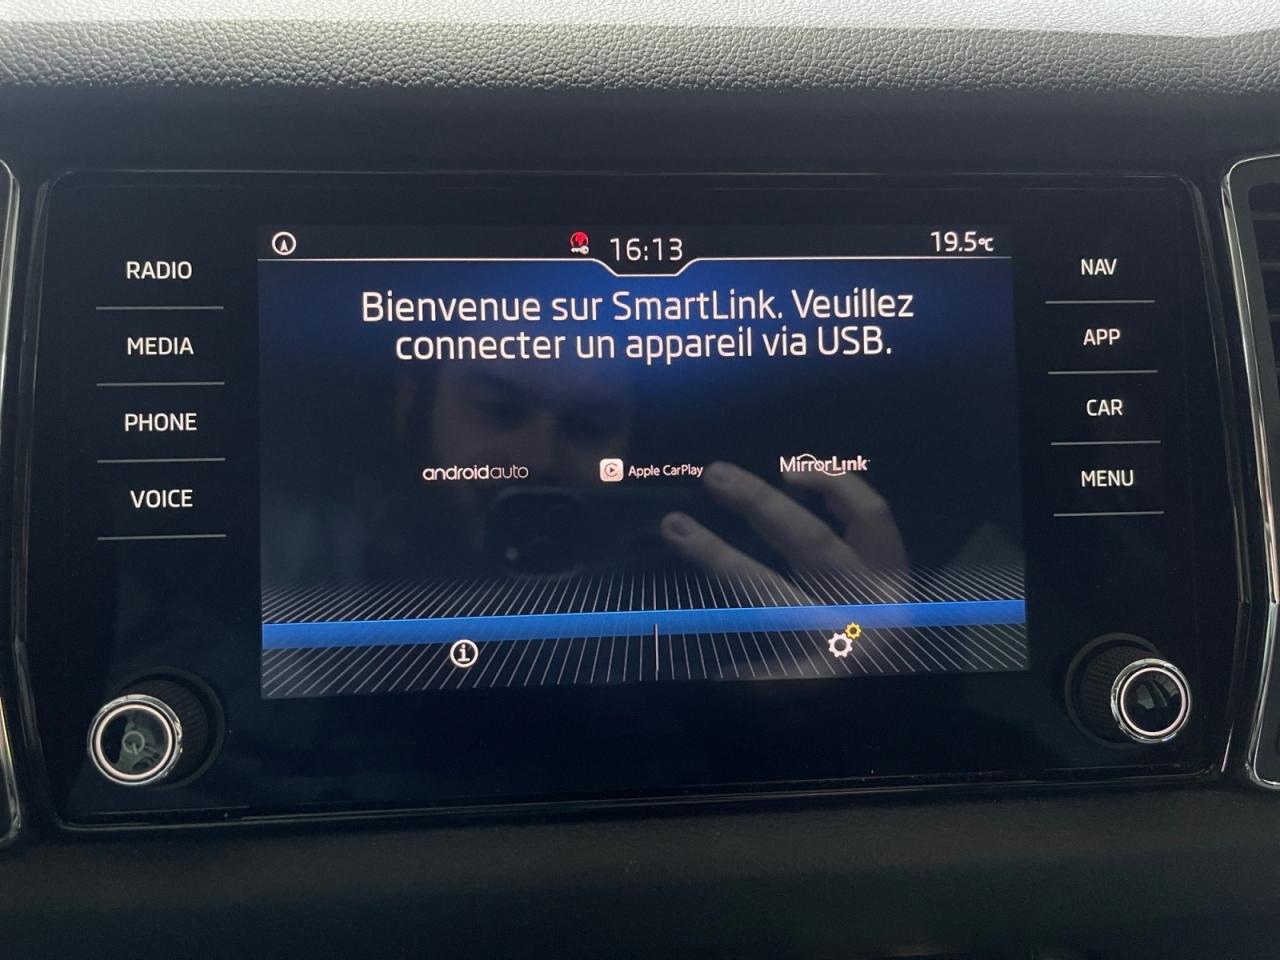 16:13
19.5°C
RADIO
MEDIA
PHONE
VOICE
Bienvenue sur SmartLink. Veuillez
connecter un appareil via USB.
androidauto
Apple CarPlay
MirrorLink
NAV
APP
CAR
MENU